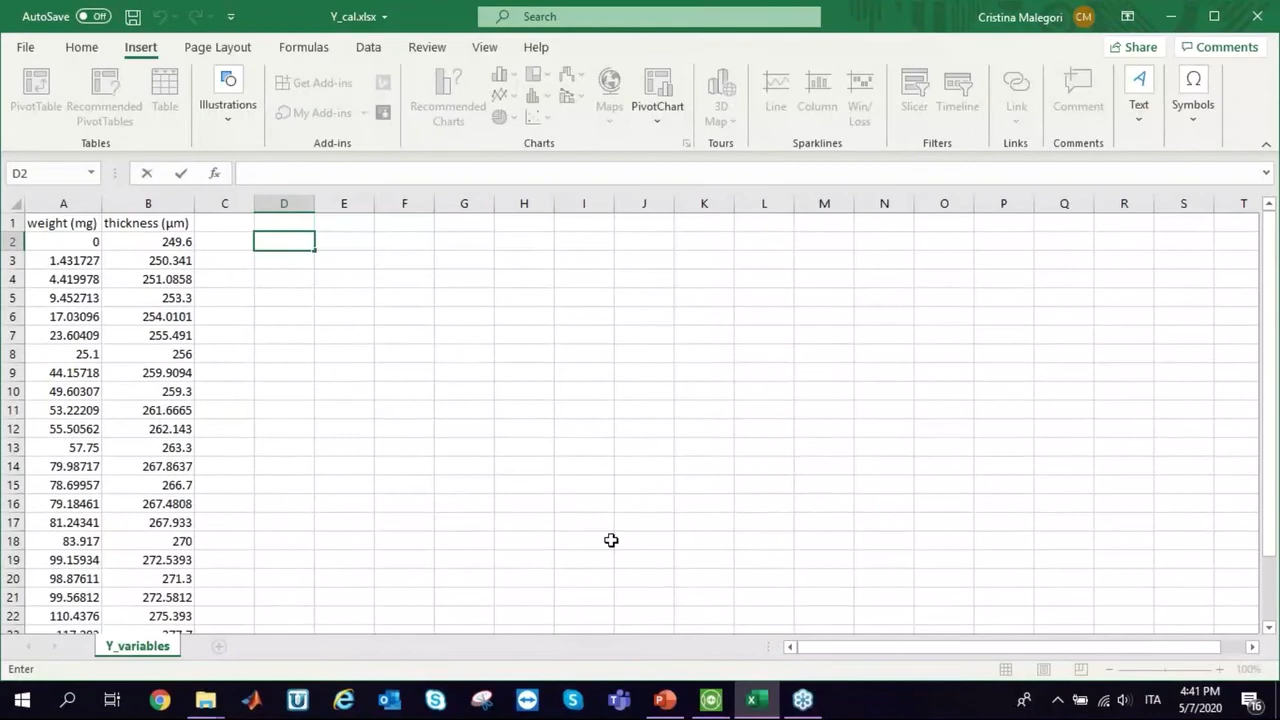 AutoSave Off Y_cal.xlsx Search Cristina Malegori CM
File Home Insert Page Layout Formulas Data Review View Help Share Comments
PivotTable Recommended PivotTables Table Illustrations Get Add-ins My Add-ins Recommended Charts Maps PivotChart 3D Map Line Column Win/Loss Slicer Timeline Link Comment Text Symbols
Tables Add-ins Charts Tours Sparklines Filters Links Comments
D2 fx
A B C D E F G H I J K L M N O P Q R S T
1 weight (mg) thickness (µm)
2 0 249.6
3 1.431727 250.341
4 4.419978 251.0858
5 9.452713 253.3
6 17.03096 254.0101
7 23.60409 255.491
8 25.1 256
9 44.15718 259.9094
10 49.60307 259.3
11 53.22209 261.6665
12 55.50562 262.143
13 57.75 263.3
14 79.98717 267.8637
15 78.69957 266.7
16 79.18461 267.4808
17 81.24341 267.933
18 83.917 270
19 99.15934 272.5393
20 98.87611 271.3
21 99.56812 272.5812
22 110.4376 275.393
Y_variables
Enter 100%
ITA 4:41 PM
5/7/2020 16